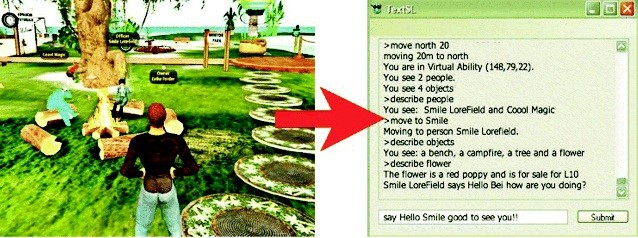 Coool Magic
Officer
Smile LoreField
Owner
Eelke Forder
TextSL
>move north 20
moving 20m to north
You are in Virtual Ability (148,79,22).
You see 2 people.
You see 4 objects
>describe people
You see: Smile LoreField and Coool Magic
>move to Smile
Moving to person Smile Lorefield.
>describe objects
You see: a bench, a campfire, a tree and a flower
>describe flower
The flower is a red poppy and is for sale for L10
Smile LoreField says Hello Bei how are you doing?
say Hello Smile good to see you!!
Submit